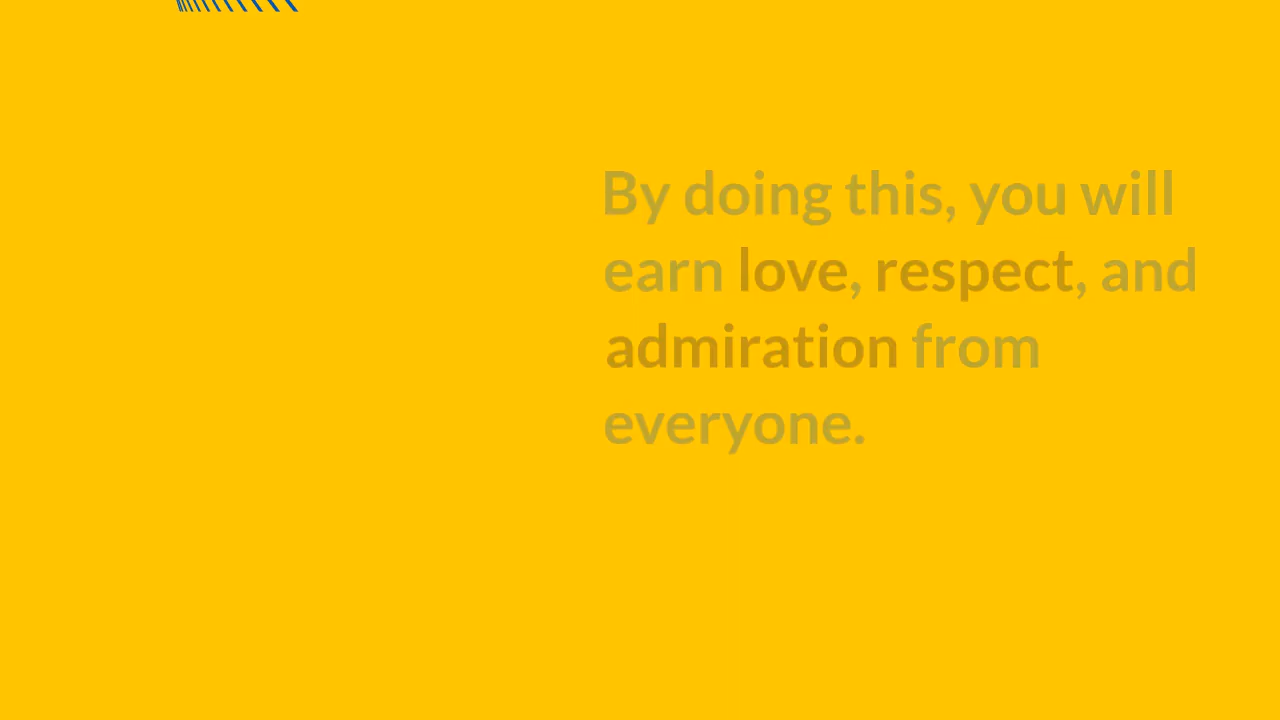 By doing this, you will
earn love, respect, and
admiration from
everyone.